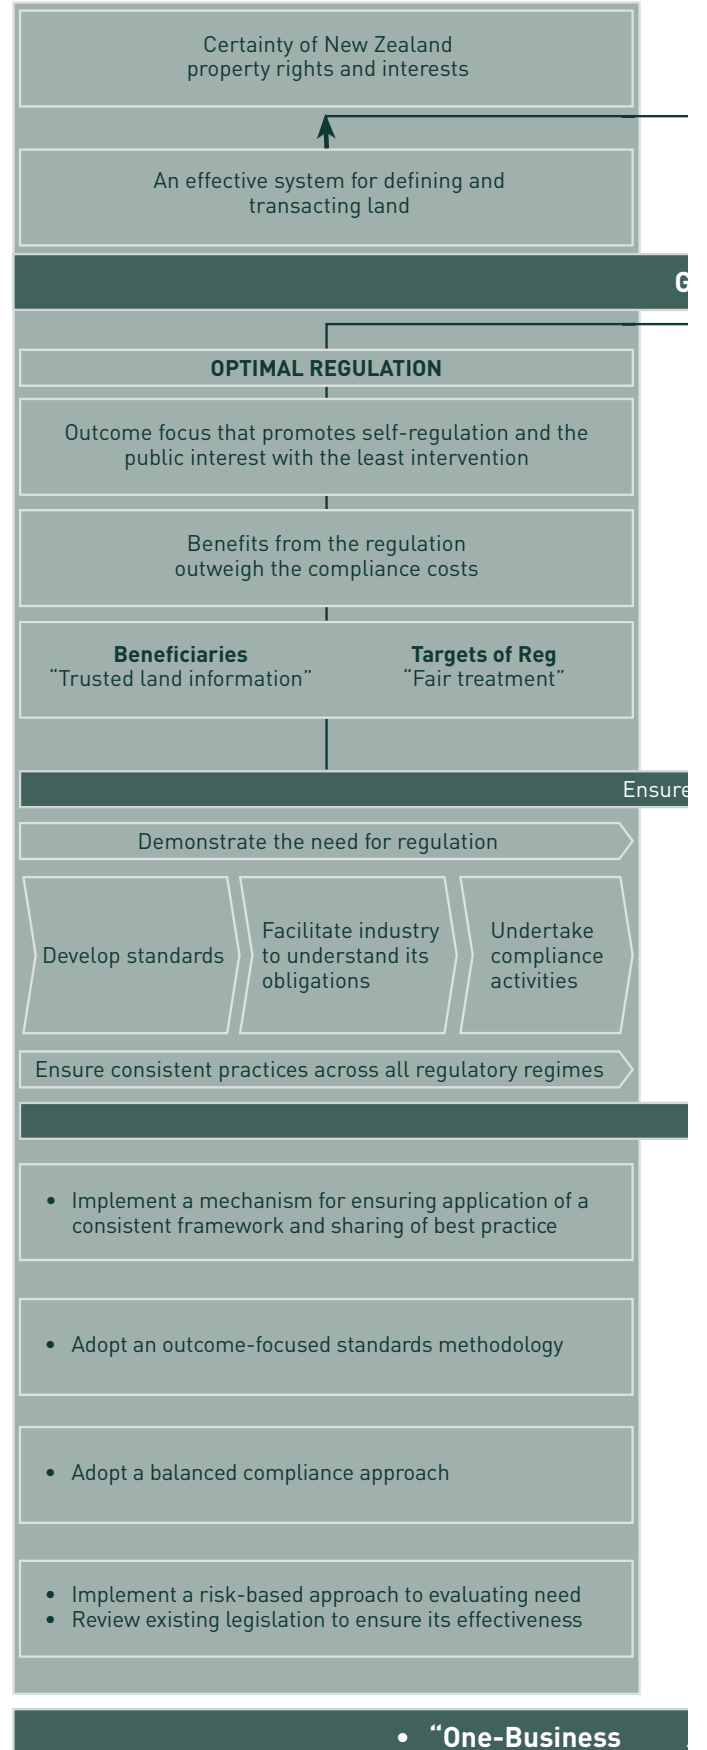 Certainty of New Zealand
property rights and interests
An effective system for defining and
transacting land
G
OPTIMAL REGULATION
Outcome focus that promotes self-regulation and the
public interest with the least intervention
Benefits from the regulation
outweigh the compliance costs
Beneficiaries
“Trusted land information”
Targets of Reg
“Fair treatment”
Ensure
Demonstrate the need for regulation
Develop standards
Facilitate industry
to understand its
obligations
Undertake
compliance
activities
Ensure consistent practices across all regulatory regimes
• Implement a mechanism for ensuring application of a
consistent framework and sharing of best practice
• Adopt an outcome-focused standards methodology
• Adopt a balanced compliance approach
• Implement a risk-based approach to evaluating need
• Review existing legislation to ensure its effectiveness
• “One-Business